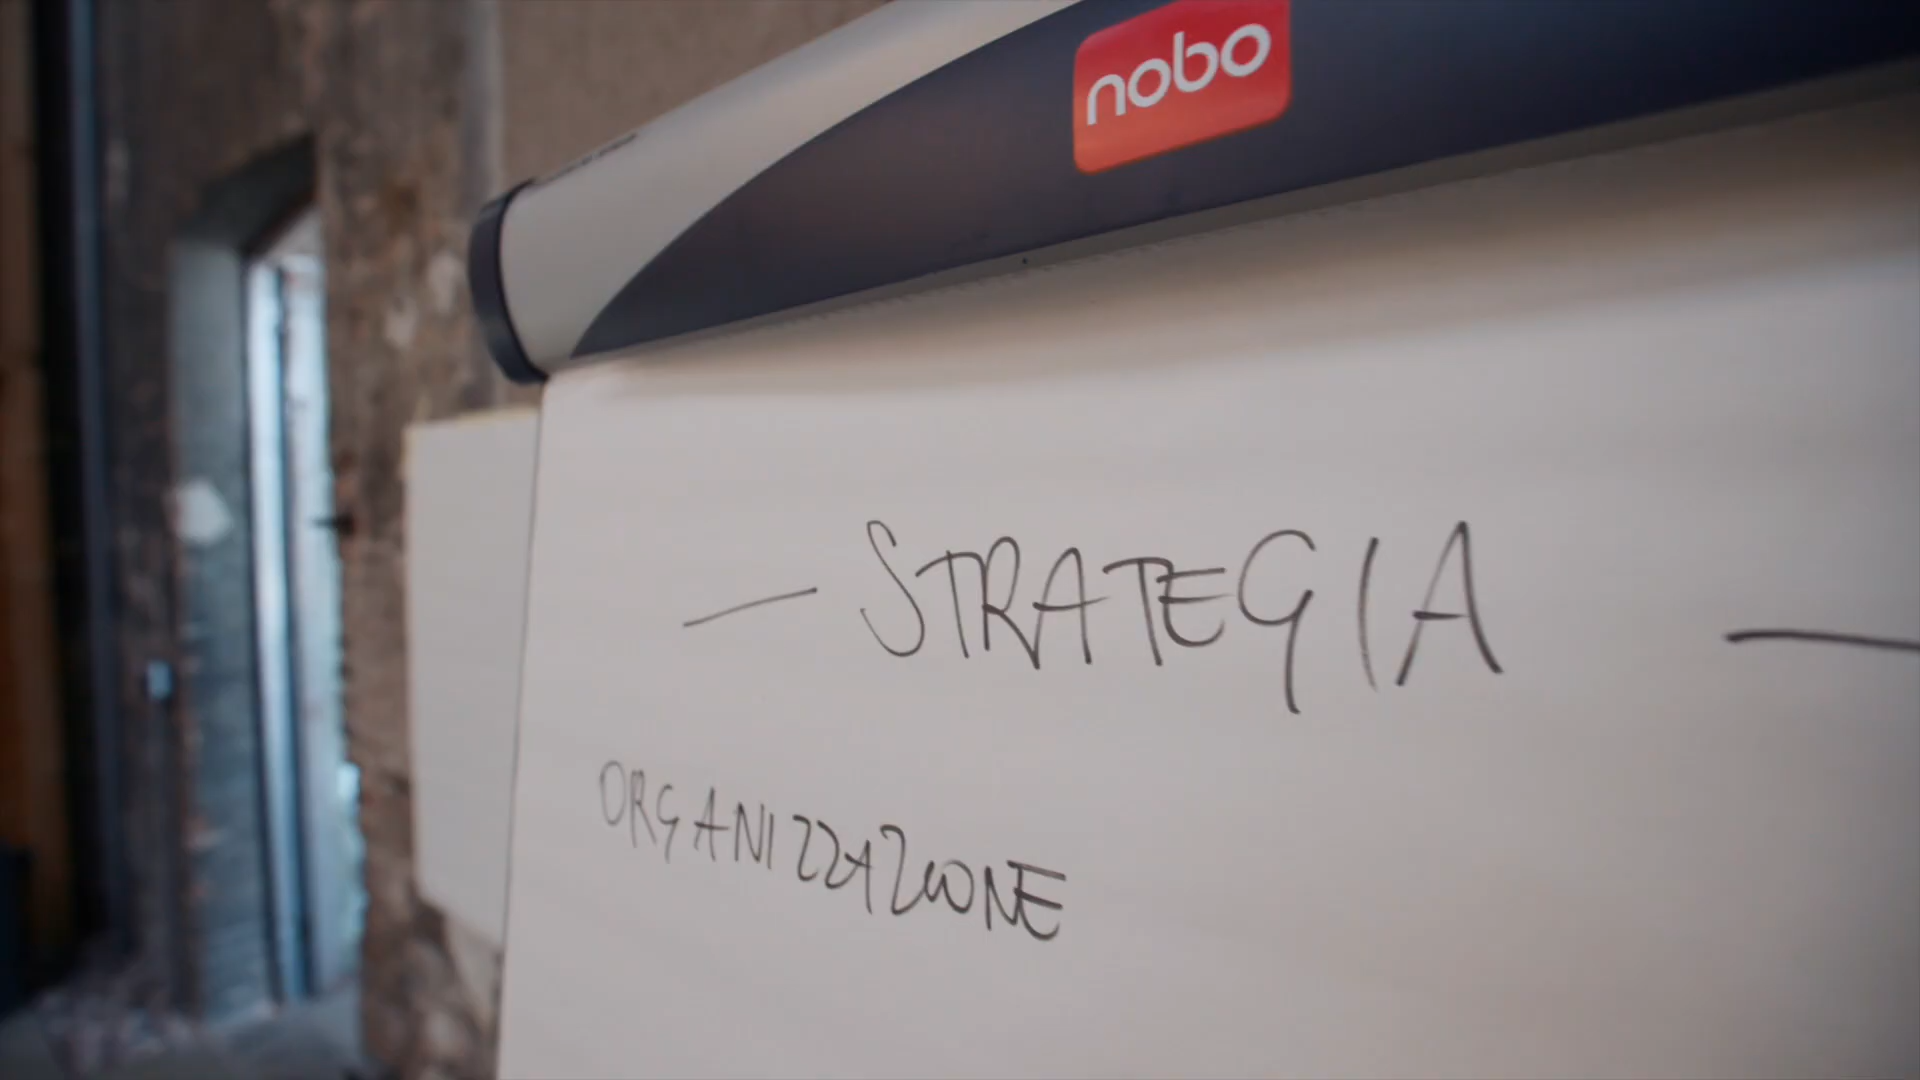 nobo
— STRATEGIA —
ORGANIZZAZIONE